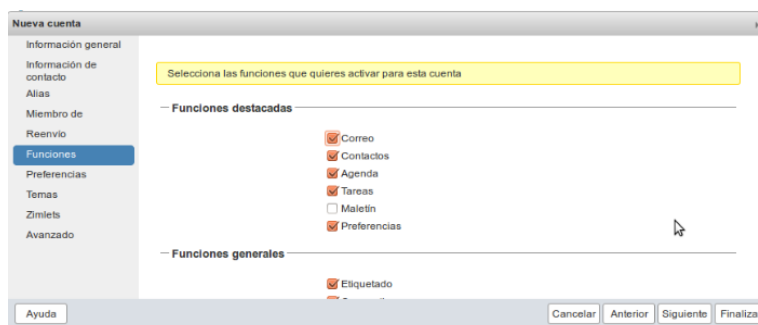 Nueva cuenta
Información general
Información de
contacto
Alias
Miembro de
Reenvío
Funciones
Preferencias
Temas
Zimlets
Avanzado
Selecciona las funciones que quieres activar para esta cuenta
Funciones destacadas
Correo
Contactos
Agenda
Tareas
Maletín
Preferencias
Funciones generales
Etiquetado
Ayuda
Cancelar Anterior Siguiente Finaliza